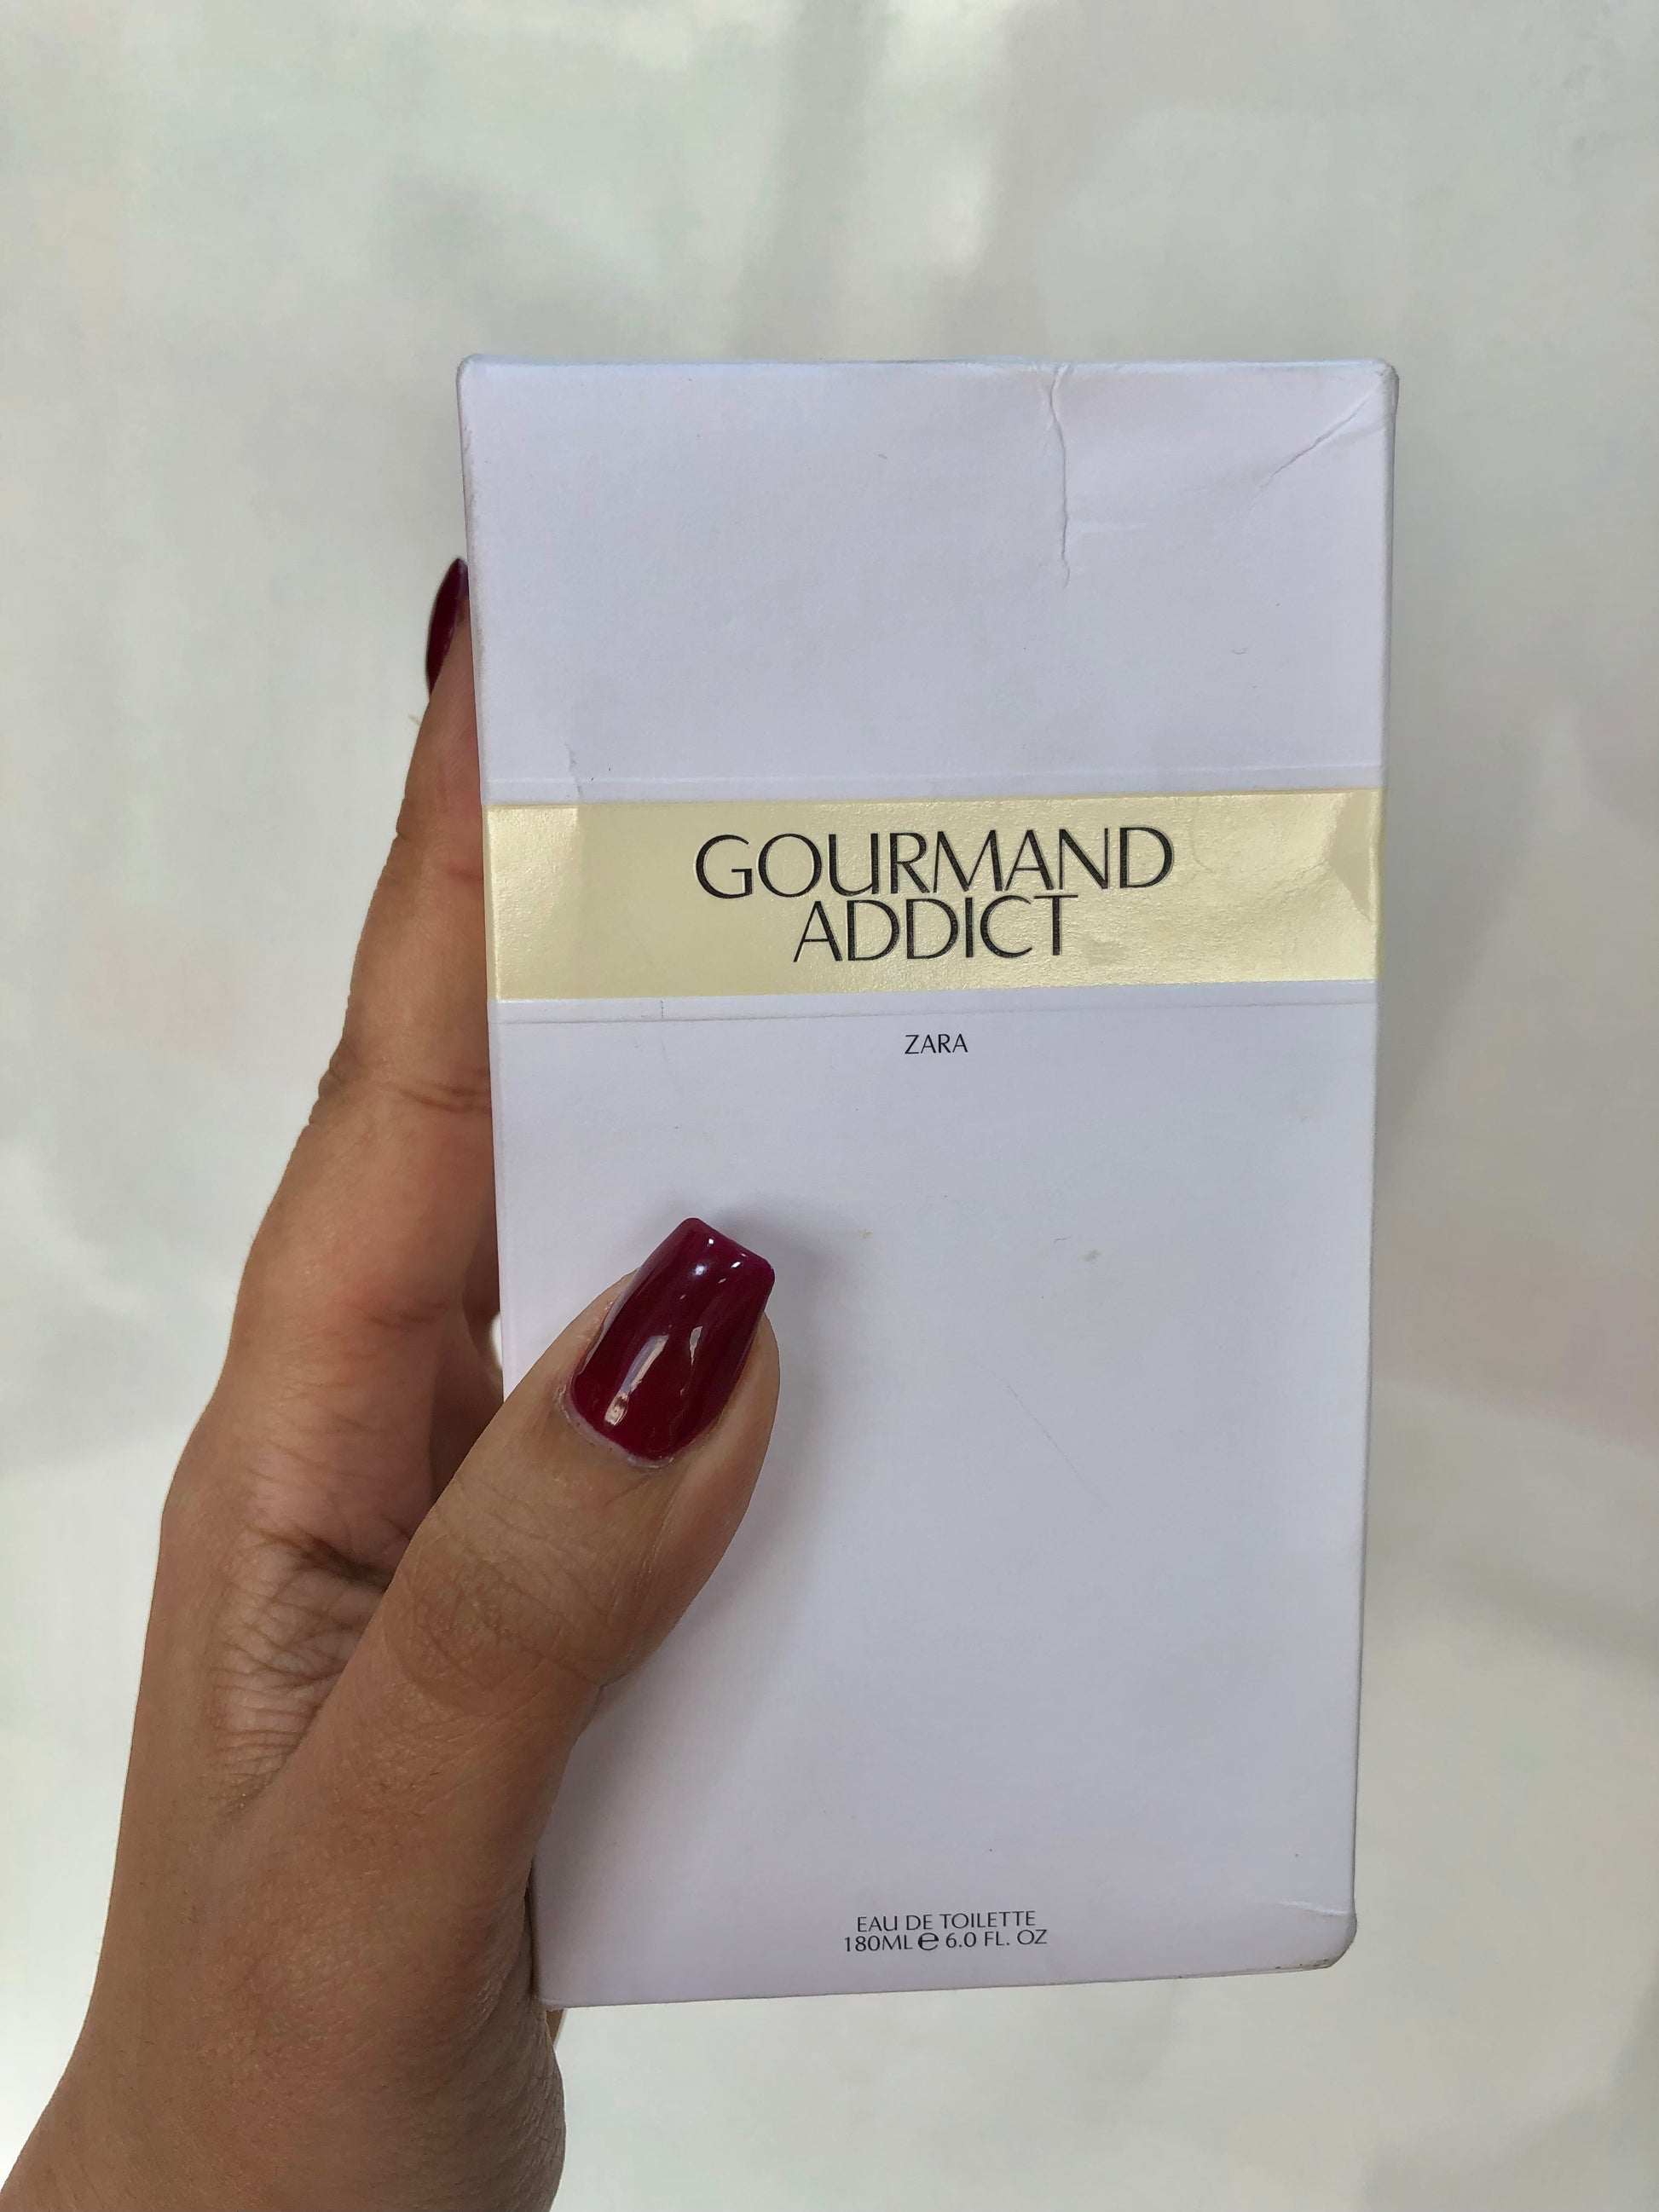 GOURMAND
ADDICT
ZARA
EAU DE TOILETTE
180ML ℮ 6.0 FL. OZ